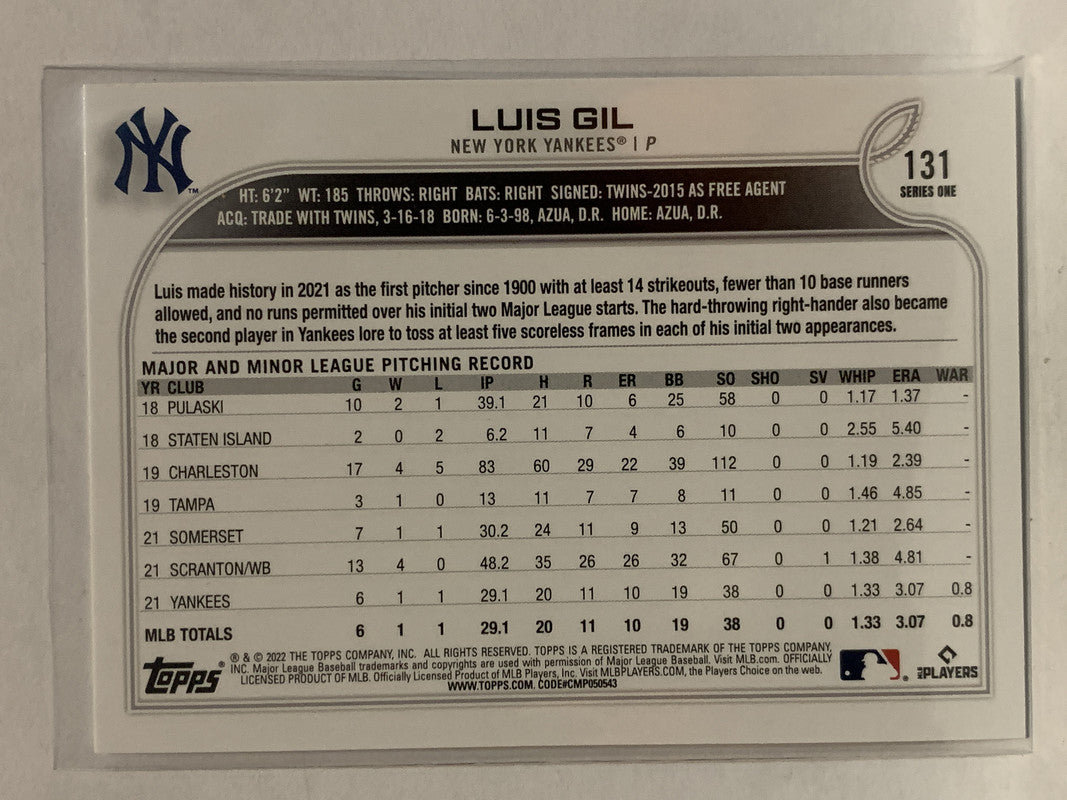 NY ™
LUIS GIL
NEW YORK YANKEES® | P
131
SERIES ONE
HT: 6'2" WT: 185 THROWS: RIGHT BATS: RIGHT SIGNED: TWINS-2015 AS FREE AGENT
ACQ: TRADE WITH TWINS, 3-16-18 BORN: 6-3-98, AZUA, D.R. HOME: AZUA, D.R.
Luis made history in 2021 as the first pitcher since 1900 with at least 14 strikeouts, fewer than 10 base runners
allowed, and no runs permitted over his initial two Major League starts. The hard-throwing right-hander also became
the second player in Yankees lore to toss at least five scoreless frames in each of his initial two appearances.
MAJOR AND MINOR LEAGUE PITCHING RECORD
YR CLUB G W L IP H R ER BB SO SHO SV WHIP ERA WAR
18 PULASKI 10 2 1 39.1 21 10 6 25 58 0 0 1.17 1.37 -
18 STATEN ISLAND 2 0 2 6.2 11 7 4 6 10 0 0 2.55 5.40 -
19 CHARLESTON 17 4 5 83 60 29 22 39 112 0 0 1.19 2.39 -
19 TAMPA 3 1 0 13 11 7 7 8 11 0 0 1.46 4.85 -
21 SOMERSET 7 1 1 30.2 24 11 9 13 50 0 0 1.21 2.64 -
21 SCRANTON/WB 13 4 0 48.2 35 26 26 32 67 0 1 1.38 4.81 -
21 YANKEES 6 1 1 29.1 20 11 10 19 38 0 0 1.33 3.07 0.8
MLB TOTALS 6 1 1 29.1 20 11 10 19 38 0 0 1.33 3.07 0.8
Topps®
® & © 2022 THE TOPPS COMPANY, INC. ALL RIGHTS RESERVED. TOPPS IS A REGISTERED TRADEMARK OF THE TOPPS COMPANY,
INC. Major League Baseball trademarks and copyrights are used with permission of Major League Baseball. Visit MLB.com. OFFICIALLY
LICENSED PRODUCT OF MLB. Officially Licensed Product of MLB Players, Inc. Visit MLBPLAYERS.COM, the Players Choice on the web.
WWW.TOPPS.COM. CODE#CMP050543
MLB PLAYERS